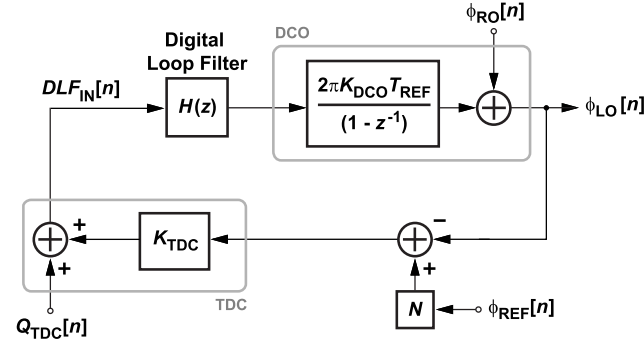 ϕRO[n]
DCO
Digital
Loop Filter
DLFIN[n]
H(z)
2πKDCOTREF
(1 - z-1)
+
ϕLO[n]
+
+
+
KTDC
+
−
+
TDC
N
ϕREF[n]
QTDC[n]